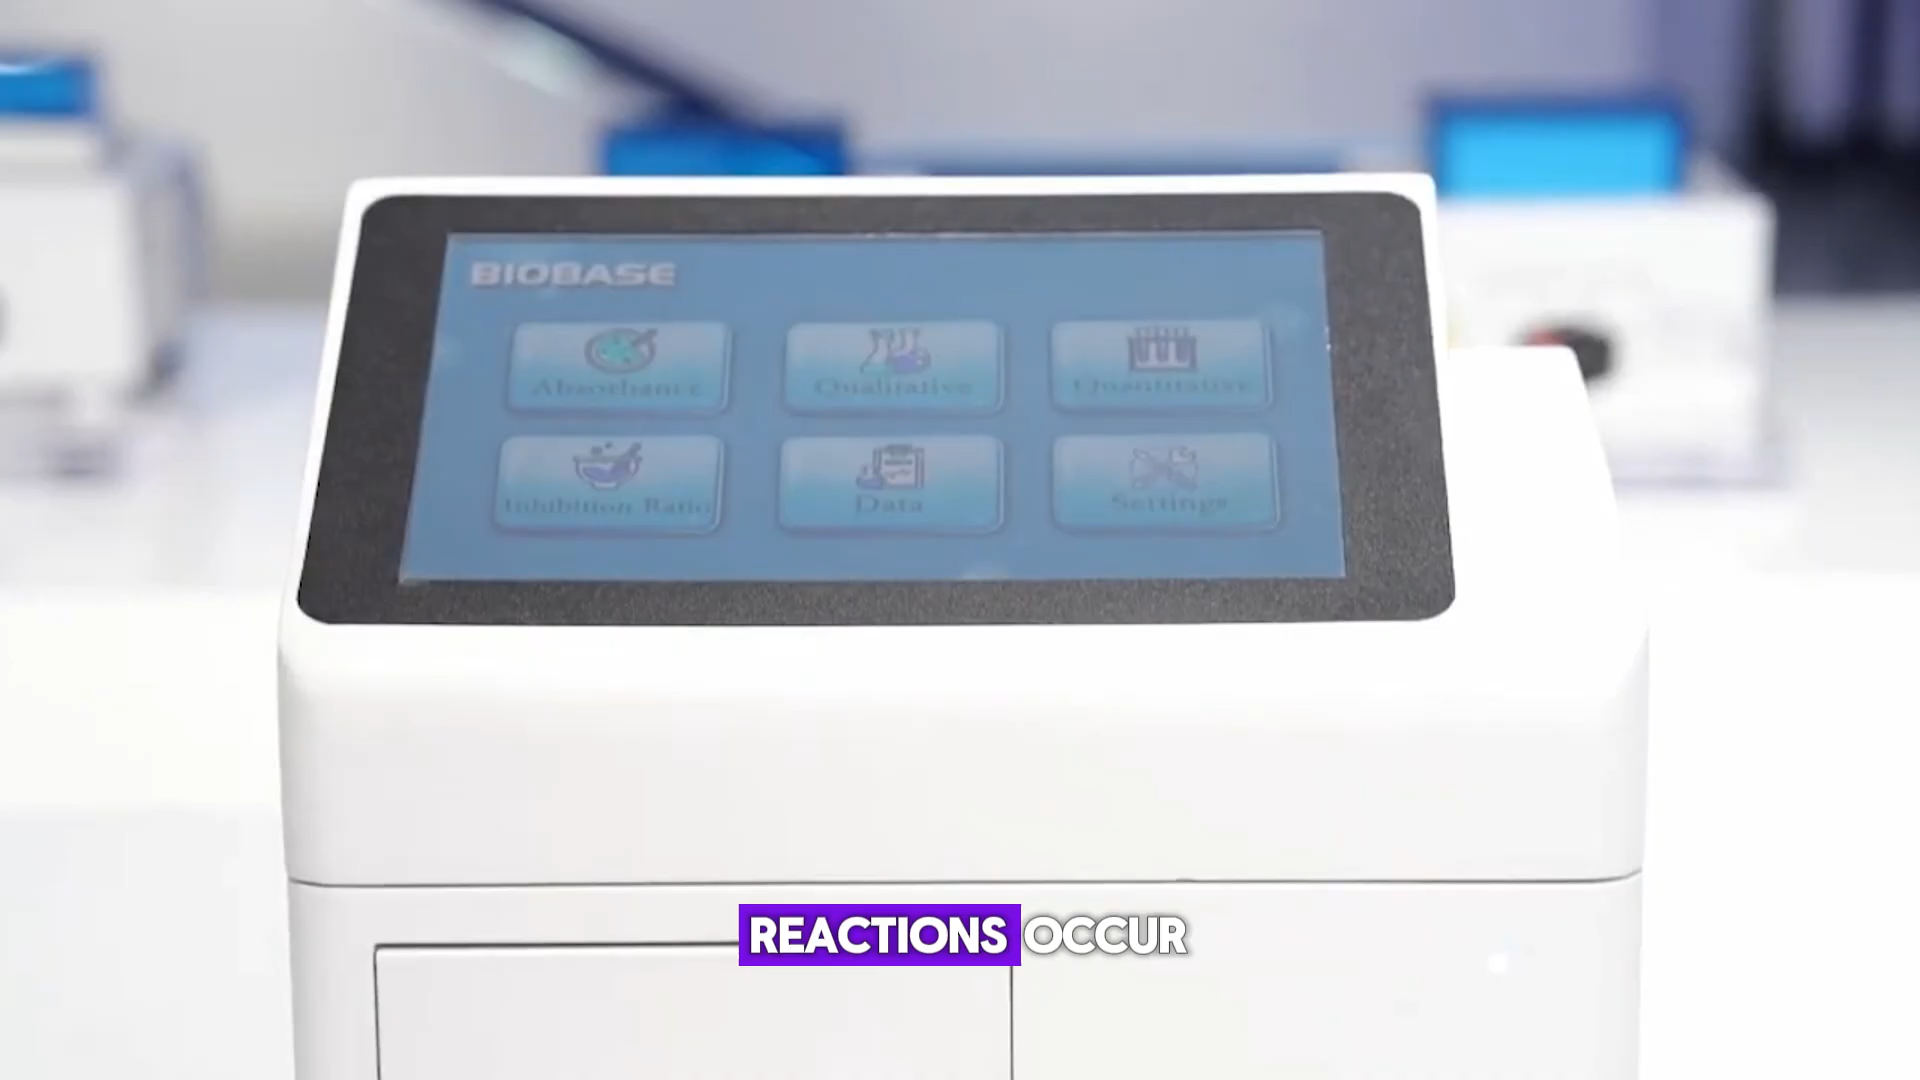 BIOBASE
Absorbance
Qualitative
Quantitative
Inhibition Ratio
Data
Settings
REACTIONS OCCUR